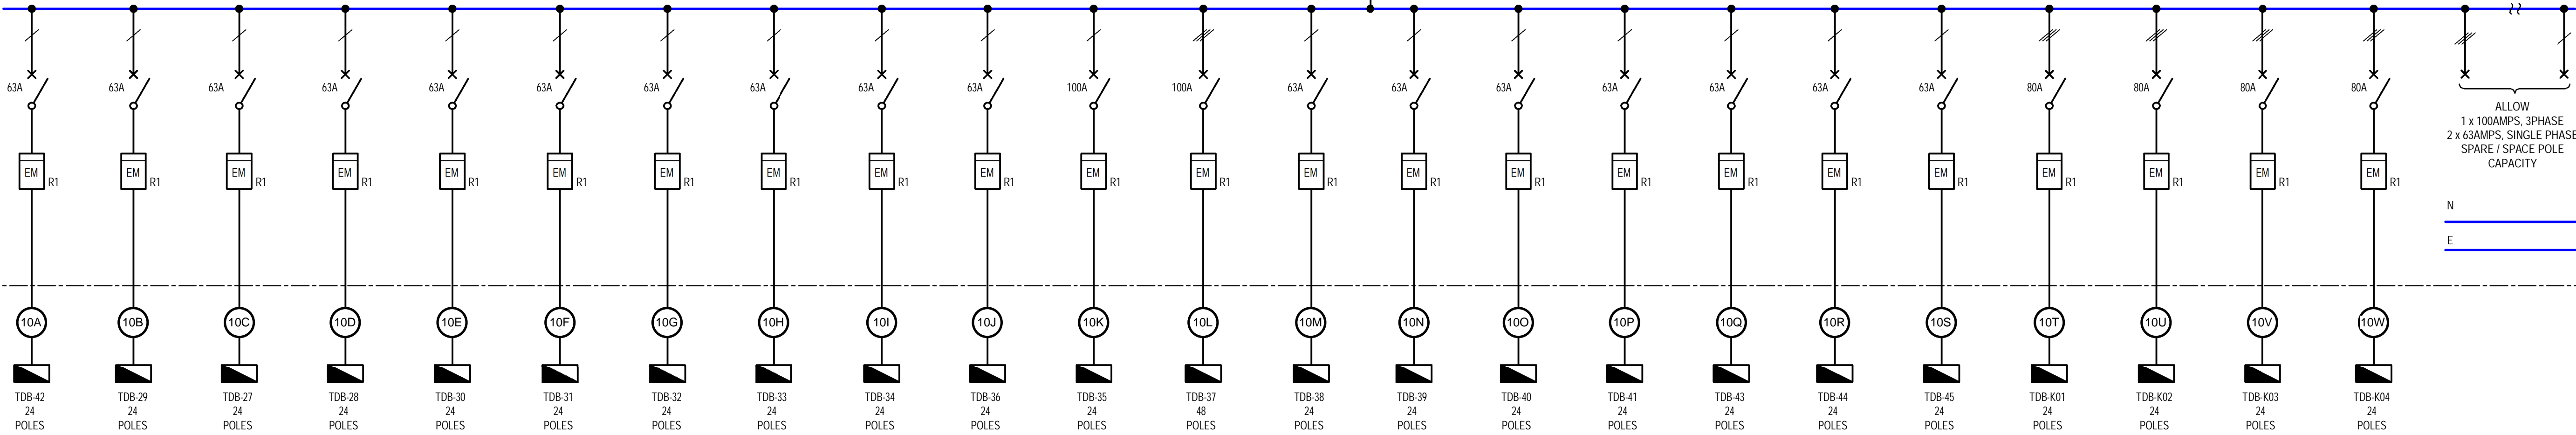 63A 63A 63A 63A 63A 63A 63A 63A 63A 63A 100A 100A 63A 63A 63A 63A 63A 63A 63A 80A 80A 80A 80A
ALLOW
1 x 100AMPS, 3PHASE
2 x 63AMPS, SINGLE PHASE
SPARE / SPACE POLE
CAPACITY
EM EM EM EM EM EM EM EM EM EM EM EM EM EM EM EM EM EM EM EM EM EM EM
R1 R1 R1 R1 R1 R1 R1 R1 R1 R1 R1 R1 R1 R1 R1 R1 R1 R1 R1 R1 R1 R1 R1
N
E
10A 10B 10C 10D 10E 10F 10G 10H 10I 10J 10K 10L 10M 10N 10O 10P 10Q 10R 10S 10T 10U 10V 10W
TDB-42 TDB-29 TDB-27 TDB-28 TDB-30 TDB-31 TDB-32 TDB-33 TDB-34 TDB-36 TDB-35 TDB-37 TDB-38 TDB-39 TDB-40 TDB-41 TDB-43 TDB-44 TDB-45 TDB-K01 TDB-K02 TDB-K03 TDB-K04
24 24 24 24 24 24 24 24 24 24 24 48 24 24 24 24 24 24 24 24 24 24 24
POLES POLES POLES POLES POLES POLES POLES POLES POLES POLES POLES POLES POLES POLES POLES POLES POLES POLES POLES POLES POLES POLES POLES